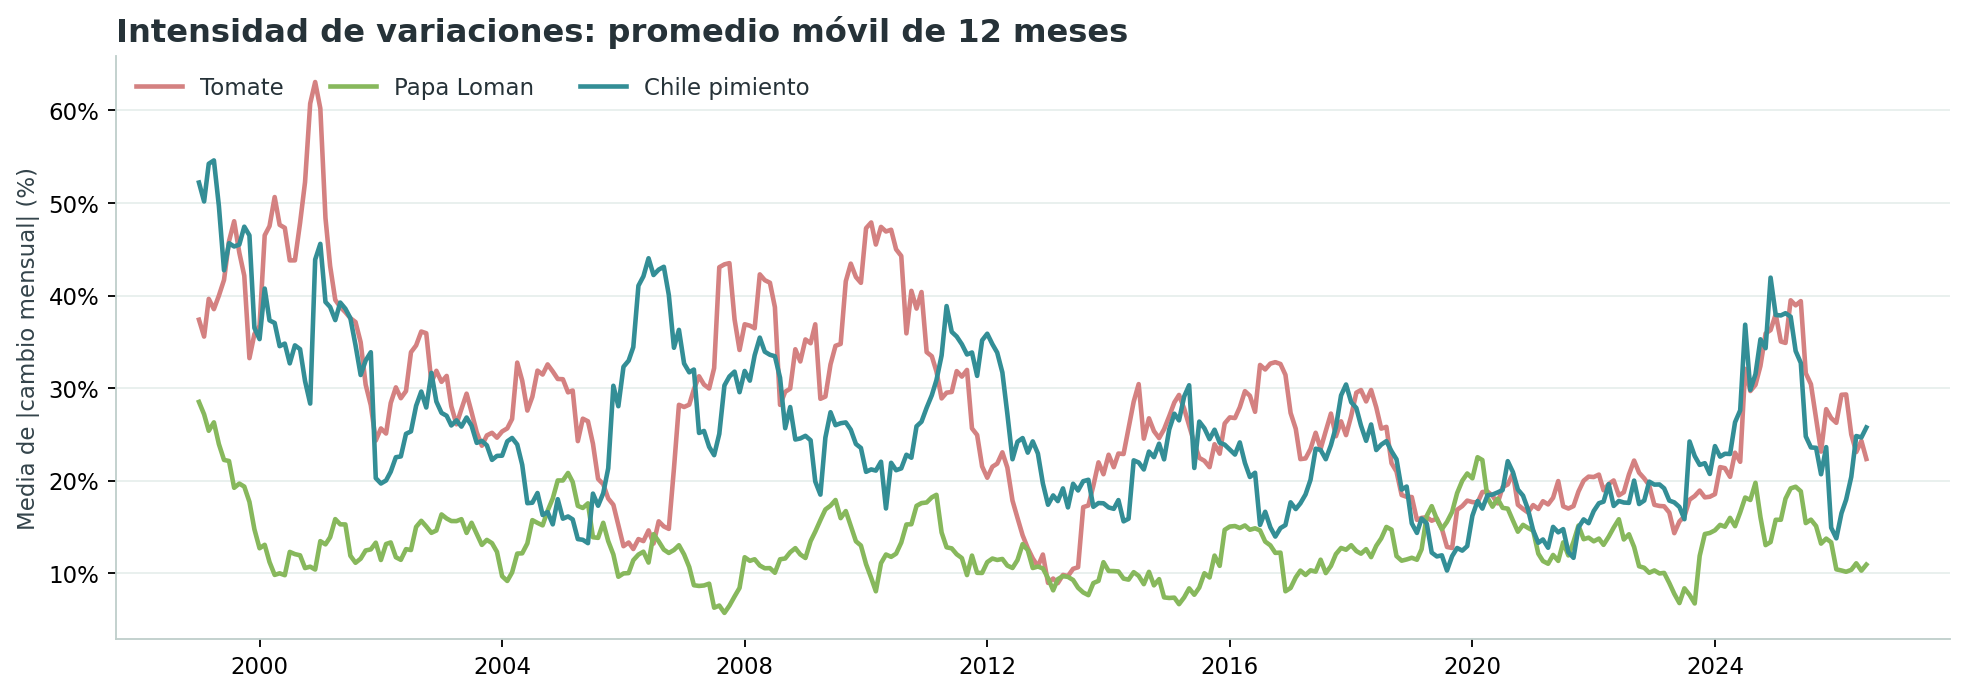 Intensidad de variaciones: promedio móvil de 12 meses
Tomate Papa Loman Chile pimiento
Media de |cambio mensual| (%)
60%
50%
40%
30%
20%
10%
2000 2004 2008 2012 2016 2020 2024